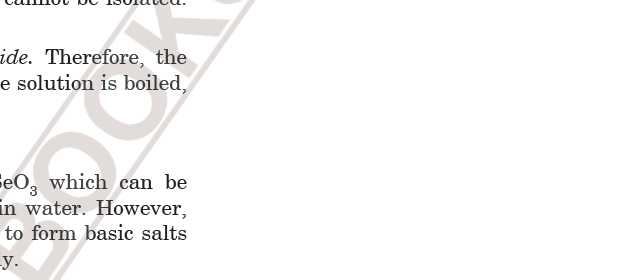 cannot be isolated.
ide. Therefore, the
e solution is boiled,
SeO3 which can be
in water. However,
to form basic salts
y.
BOOK